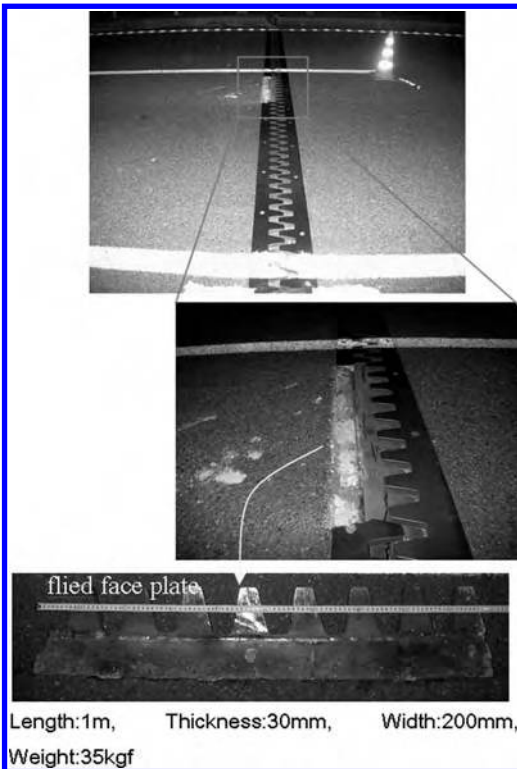 flied face plate
Length:1m, Thickness:30mm, Width:200mm,
Weight:35kgf